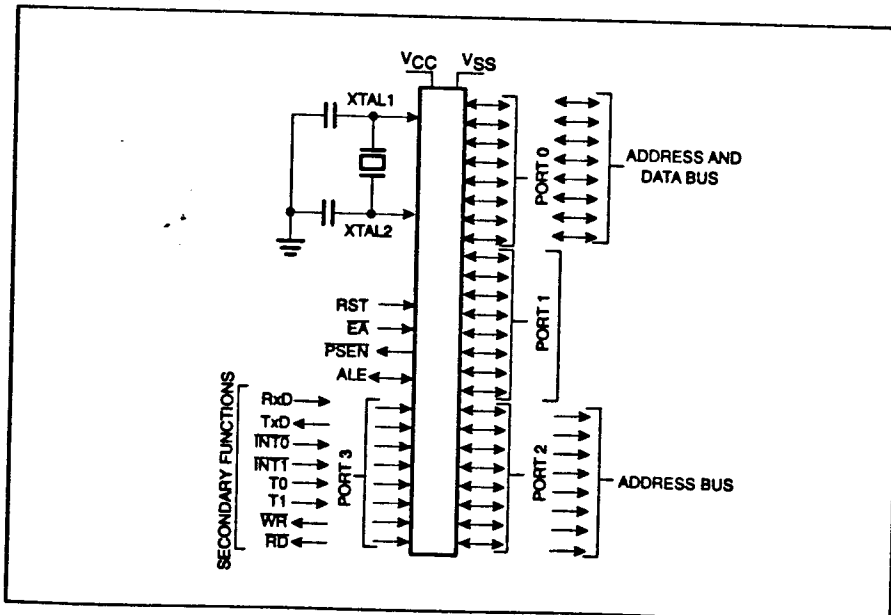 VCC VSS
XTAL1
XTAL2
PORT 0
ADDRESS AND
DATA BUS
PORT 1
RST
EA
PSEN
ALE
SECONDARY FUNCTIONS
RxD
TxD
INT0
INT1
T0
T1
WR
RD
PORT 3
PORT 2
ADDRESS BUS